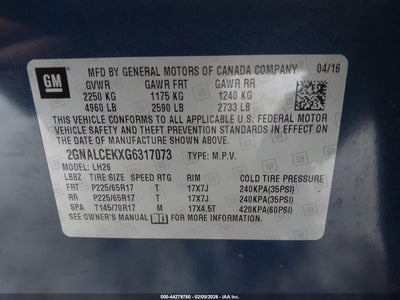 GM
MFD BY GENERAL MOTORS OF CANADA COMPANY 04/16
GVWR GAWR FRT GAWR RR
2250 KG 1175 KG 1240 KG
4960 LB 2590 LB 2733 LB
THIS VEHICLE CONFORMS TO ALL APPLICABLE U.S. FEDERAL MOTOR
VEHICLE SAFETY AND THEFT PREVENTION STANDARDS IN EFFECT ON
THE DATE OF MANUFACTURE SHOWN ABOVE.
2GNALCEKXG6317073 TYPE: M.P.V.
MODEL: LH26
LBBZ TIRE SIZE SPEED RTG RIM COLD TIRE PRESSURE
FRT P225/65R17 T 17X7J 240KPA(35PSI)
RR P225/65R17 T 17X7J 240KPA(35PSI)
SPA T145/70R17 M 17X4.5T 420KPA(60PSI)
SEE OWNER'S MANUAL FOR MORE INFORMATION.
© IAA - 44279760 - 02/09/2026 - iaai.com